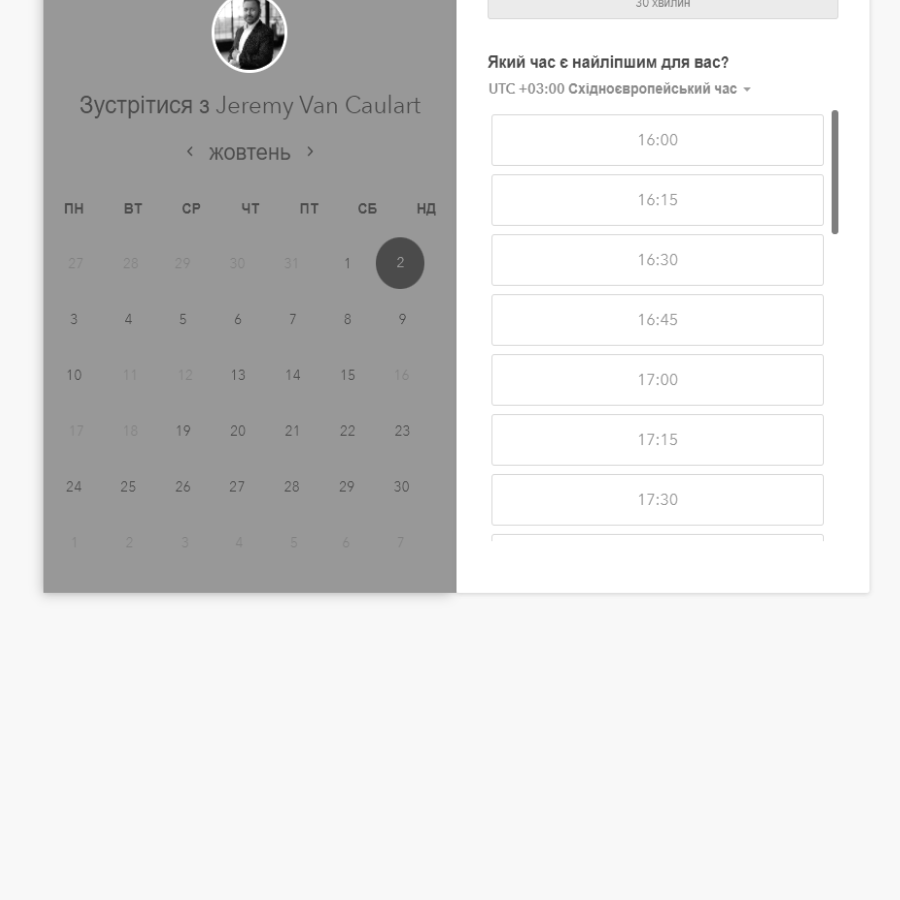 Зустрітися з Jeremy Van Caulart
жовтень
ПН ВТ СР ЧТ ПТ СБ НД
27 28 29 30 31 1 2
3 4 5 6 7 8 9
10 11 12 13 14 15 16
17 18 19 20 21 22 23
24 25 26 27 28 29 30
1 2 3 4 5 6 7
30 хвилин
Який час є найліпшим для вас?
UTC +03:00 Східноєвропейський час
16:00
16:15
16:30
16:45
17:00
17:15
17:30